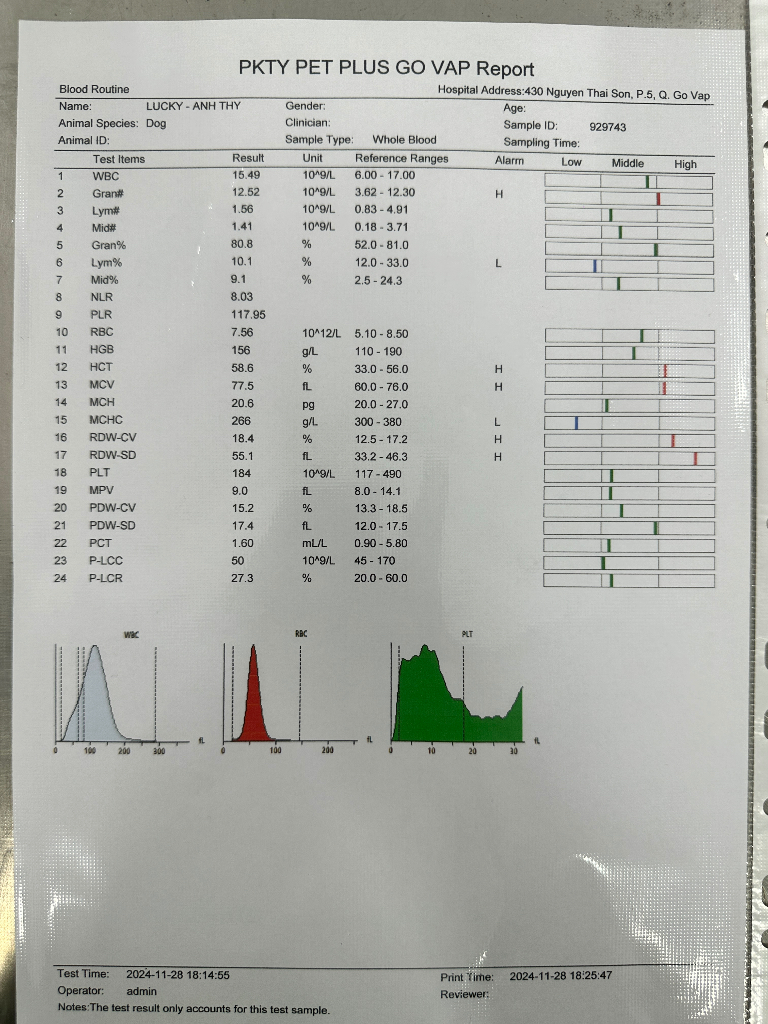 PKTY PET PLUS GO VAP Report
Blood Routine Hospital Address:430 Nguyen Thai Son, P.5, Q. Go Vap
Name: LUCKY - ANH THY Gender: Age:
Animal Species: Dog Clinician: Sample ID: 929743
Animal ID: Sample Type: Whole Blood Sampling Time:
Test Items Result Unit Reference Ranges Alarm Low Middle High
1 WBC 15.49 10^9/L 6.00 - 17.00
2 Gran# 12.52 10^9/L 3.62 - 12.30 H
3 Lym# 1.56 10^9/L 0.83 - 4.91
4 Mid# 1.41 10^9/L 0.18 - 3.71
5 Gran% 80.8 % 52.0 - 81.0
6 Lym% 10.1 % 12.0 - 33.0 L
7 Mid% 9.1 % 2.5 - 24.3
8 NLR 8.03
9 PLR 117.95
10 RBC 7.56 10^12/L 5.10 - 8.50
11 HGB 156 g/L 110 - 190
12 HCT 58.6 % 33.0 - 56.0 H
13 MCV 77.5 fL 60.0 - 76.0 H
14 MCH 20.6 pg 20.0 - 27.0
15 MCHC 266 g/L 300 - 380 L
16 RDW-CV 18.4 % 12.5 - 17.2 H
17 RDW-SD 55.1 fL 33.2 - 46.3 H
18 PLT 184 10^9/L 117 - 490
19 MPV 9.0 fL 8.0 - 14.1
20 PDW-CV 15.2 % 13.3 - 18.5
21 PDW-SD 17.4 fL 12.0 - 17.5
22 PCT 1.60 mL/L 0.90 - 5.80
23 P-LCC 50 10^9/L 45 - 170
24 P-LCR 27.3 % 20.0 - 60.0
WBC RBC PLT
0 100 200 300 fL 0 100 200 fL 0 10 20 30 fL
Test Time: 2024-11-28 18:14:55 Print Time: 2024-11-28 18:25:47
Operator: admin Reviewer:
Notes:The test result only accounts for this test sample.